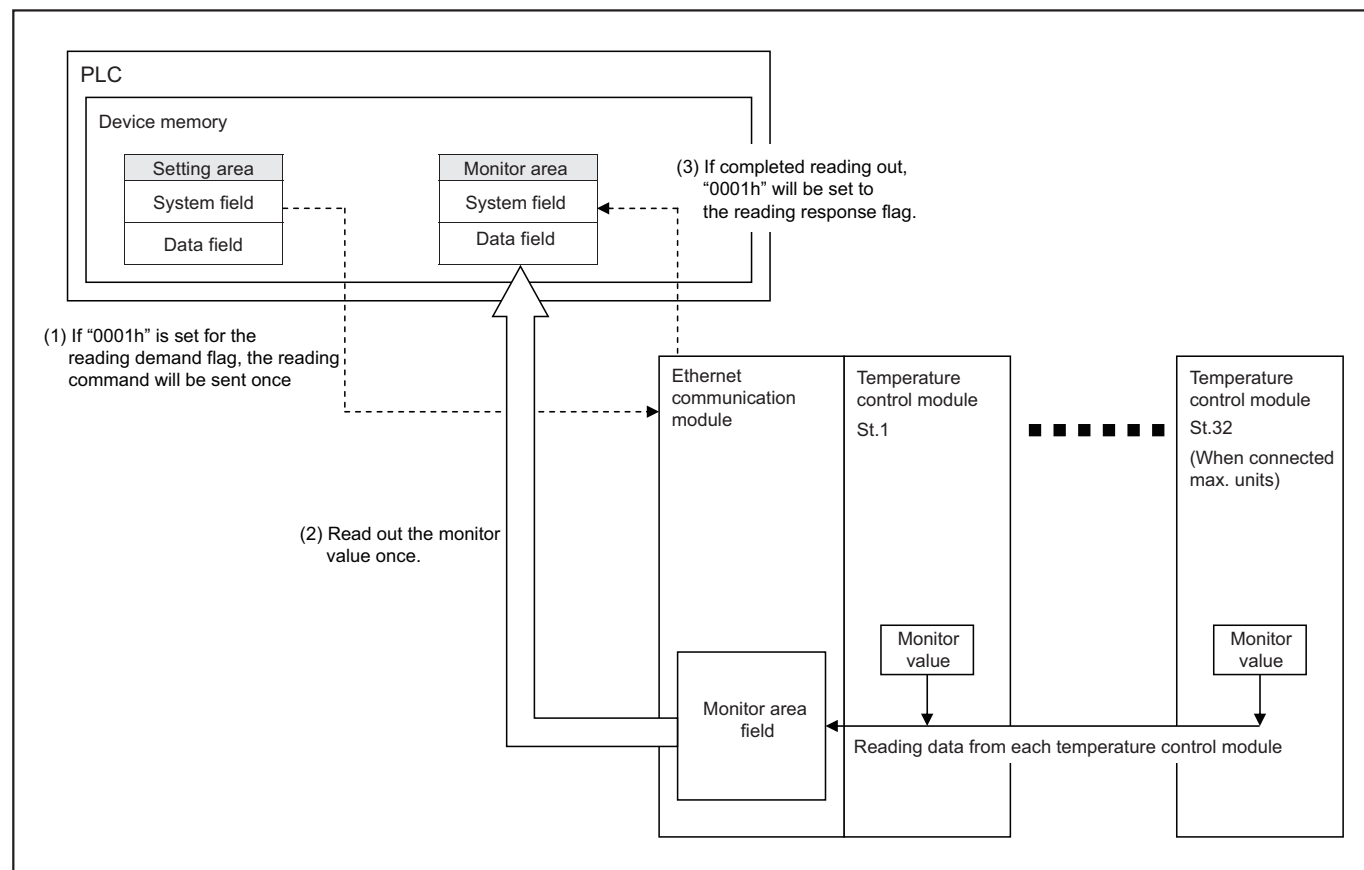 PLC
Device memory
Setting area
System field
Data field
Monitor area
System field
Data field
(3) If completed reading out,
“0001h” will be set to
the reading response flag.
(1) If “0001h” is set for the
reading demand flag, the reading
command will be sent once
(2) Read out the monitor
value once.
Ethernet
communication
module
Temperature
control module
St.1
Temperature
control module
St.32
(When connected
max. units)
Monitor
value
Monitor
value
Monitor area
field
Reading data from each temperature control module